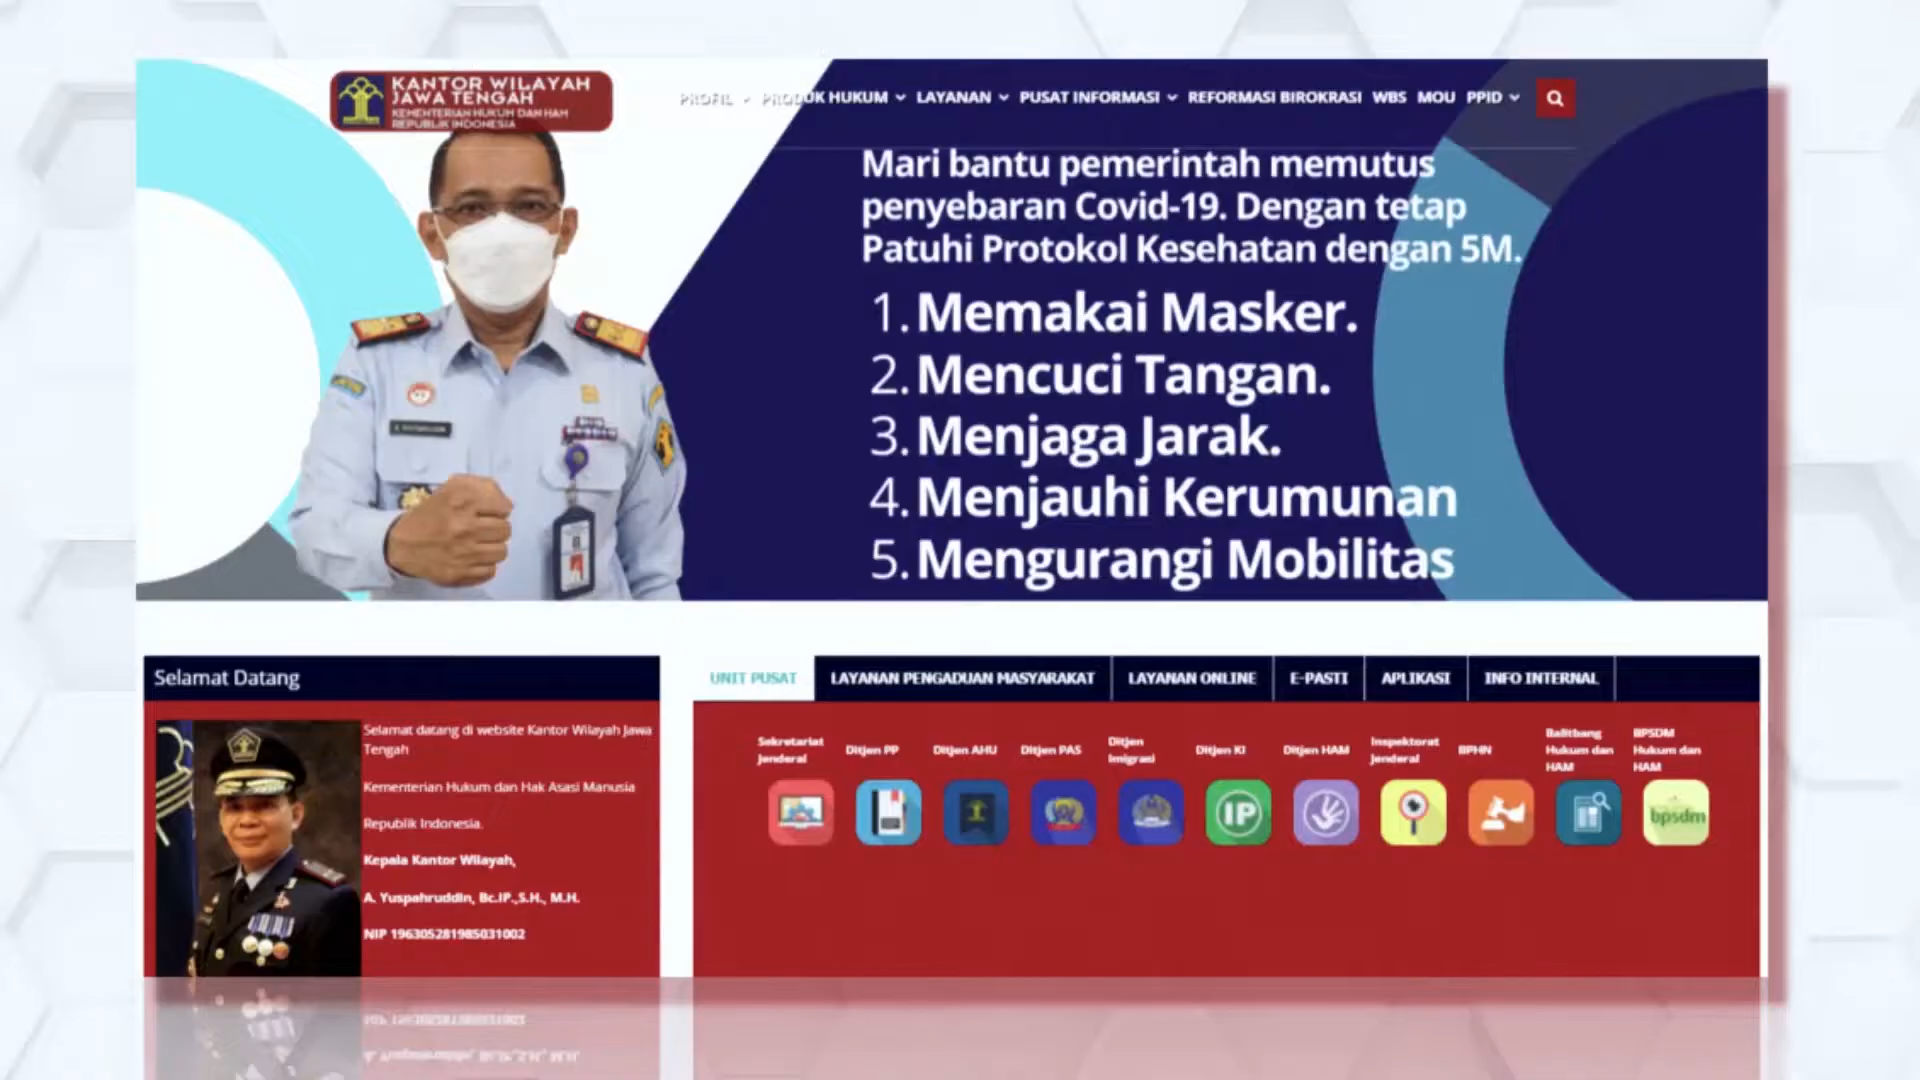 KANTOR WILAYAH
JAWA TENGAH
KEMENTERIAN HUKUM DAN HAM
REPUBLIK INDONESIA
PROFIL PRODUK HUKUM LAYANAN PUSAT INFORMASI REFORMASI BIROKRASI WBS MOU PPID
Mari bantu pemerintah memutus
penyebaran Covid-19. Dengan tetap
Patuhi Protokol Kesehatan dengan 5M.
1. Memakai Masker.
2. Mencuci Tangan.
3. Menjaga Jarak.
4. Menjauhi Kerumunan
5. Mengurangi Mobilitas
Selamat Datang
Selamat datang di website Kantor Wilayah Jawa
Tengah
Kementerian Hukum dan Hak Asasi Manusia
Republik Indonesia.
Kepala Kantor Wilayah,
A. Yuspahruddin, Bc.IP.,S.H., M.H.
NIP 196305281985031002
UNIT PUSAT LAYANAN PENGADUAN MASYARAKAT LAYANAN ONLINE E-PASTI APLIKASI INFO INTERNAL
Sekretariat
Jenderal
Ditjen PP
Ditjen AHU
Ditjen PAS
Ditjen
Imigrasi
Ditjen KI
Ditjen HAM
Inspektorat
Jenderal
BPHN
Balitbang
Hukum dan
HAM
BPSDM
Hukum dan
HAM
IP
bpsdm